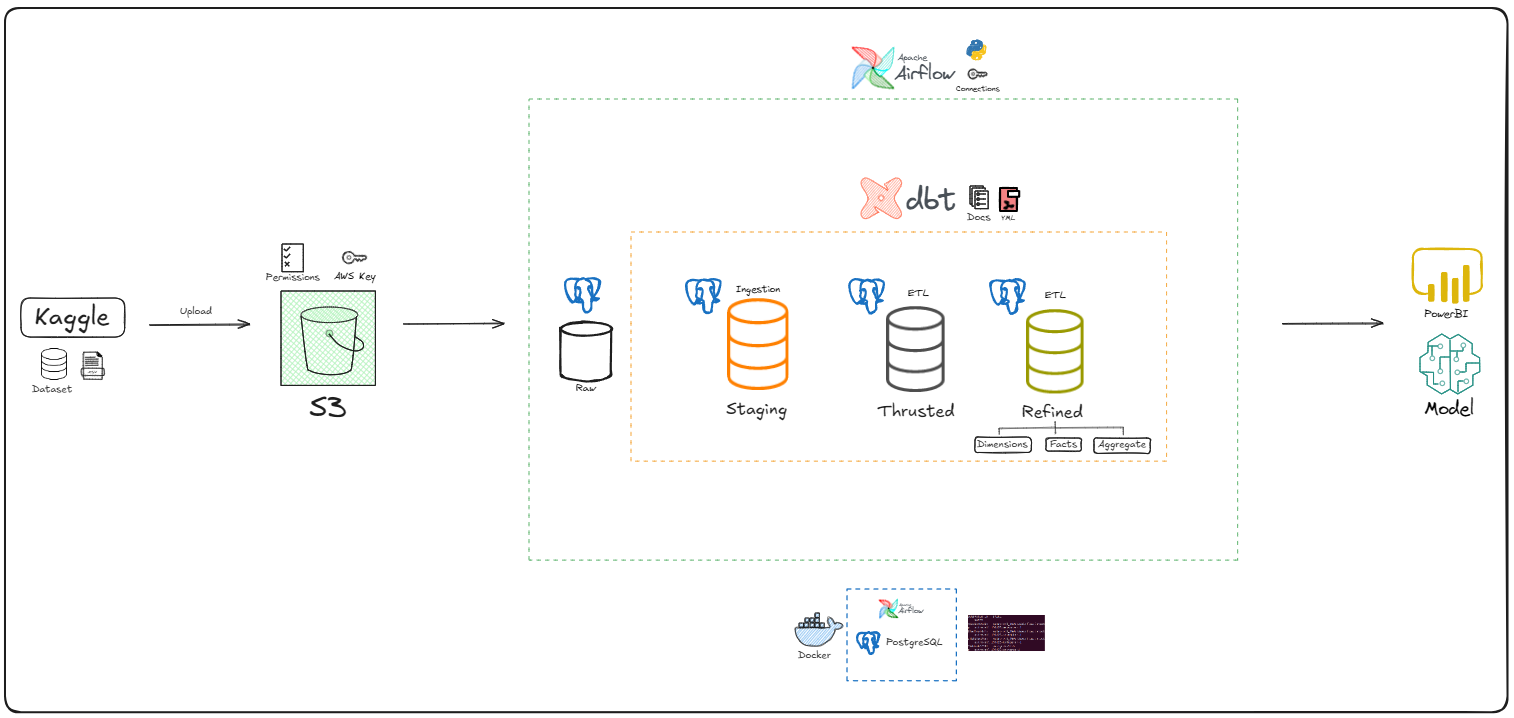 Apache
Airflow
Connections
dbt
Docs
YML
Permissions
AWS Key
Kaggle
Upload
Dataset
S3
Raw
Ingestion
Staging
ETL
Thrusted
ETL
Refined
Dimensions
Facts
Aggregate
PowerBI
Model
Docker
Apache
Airflow
PostgreSQL